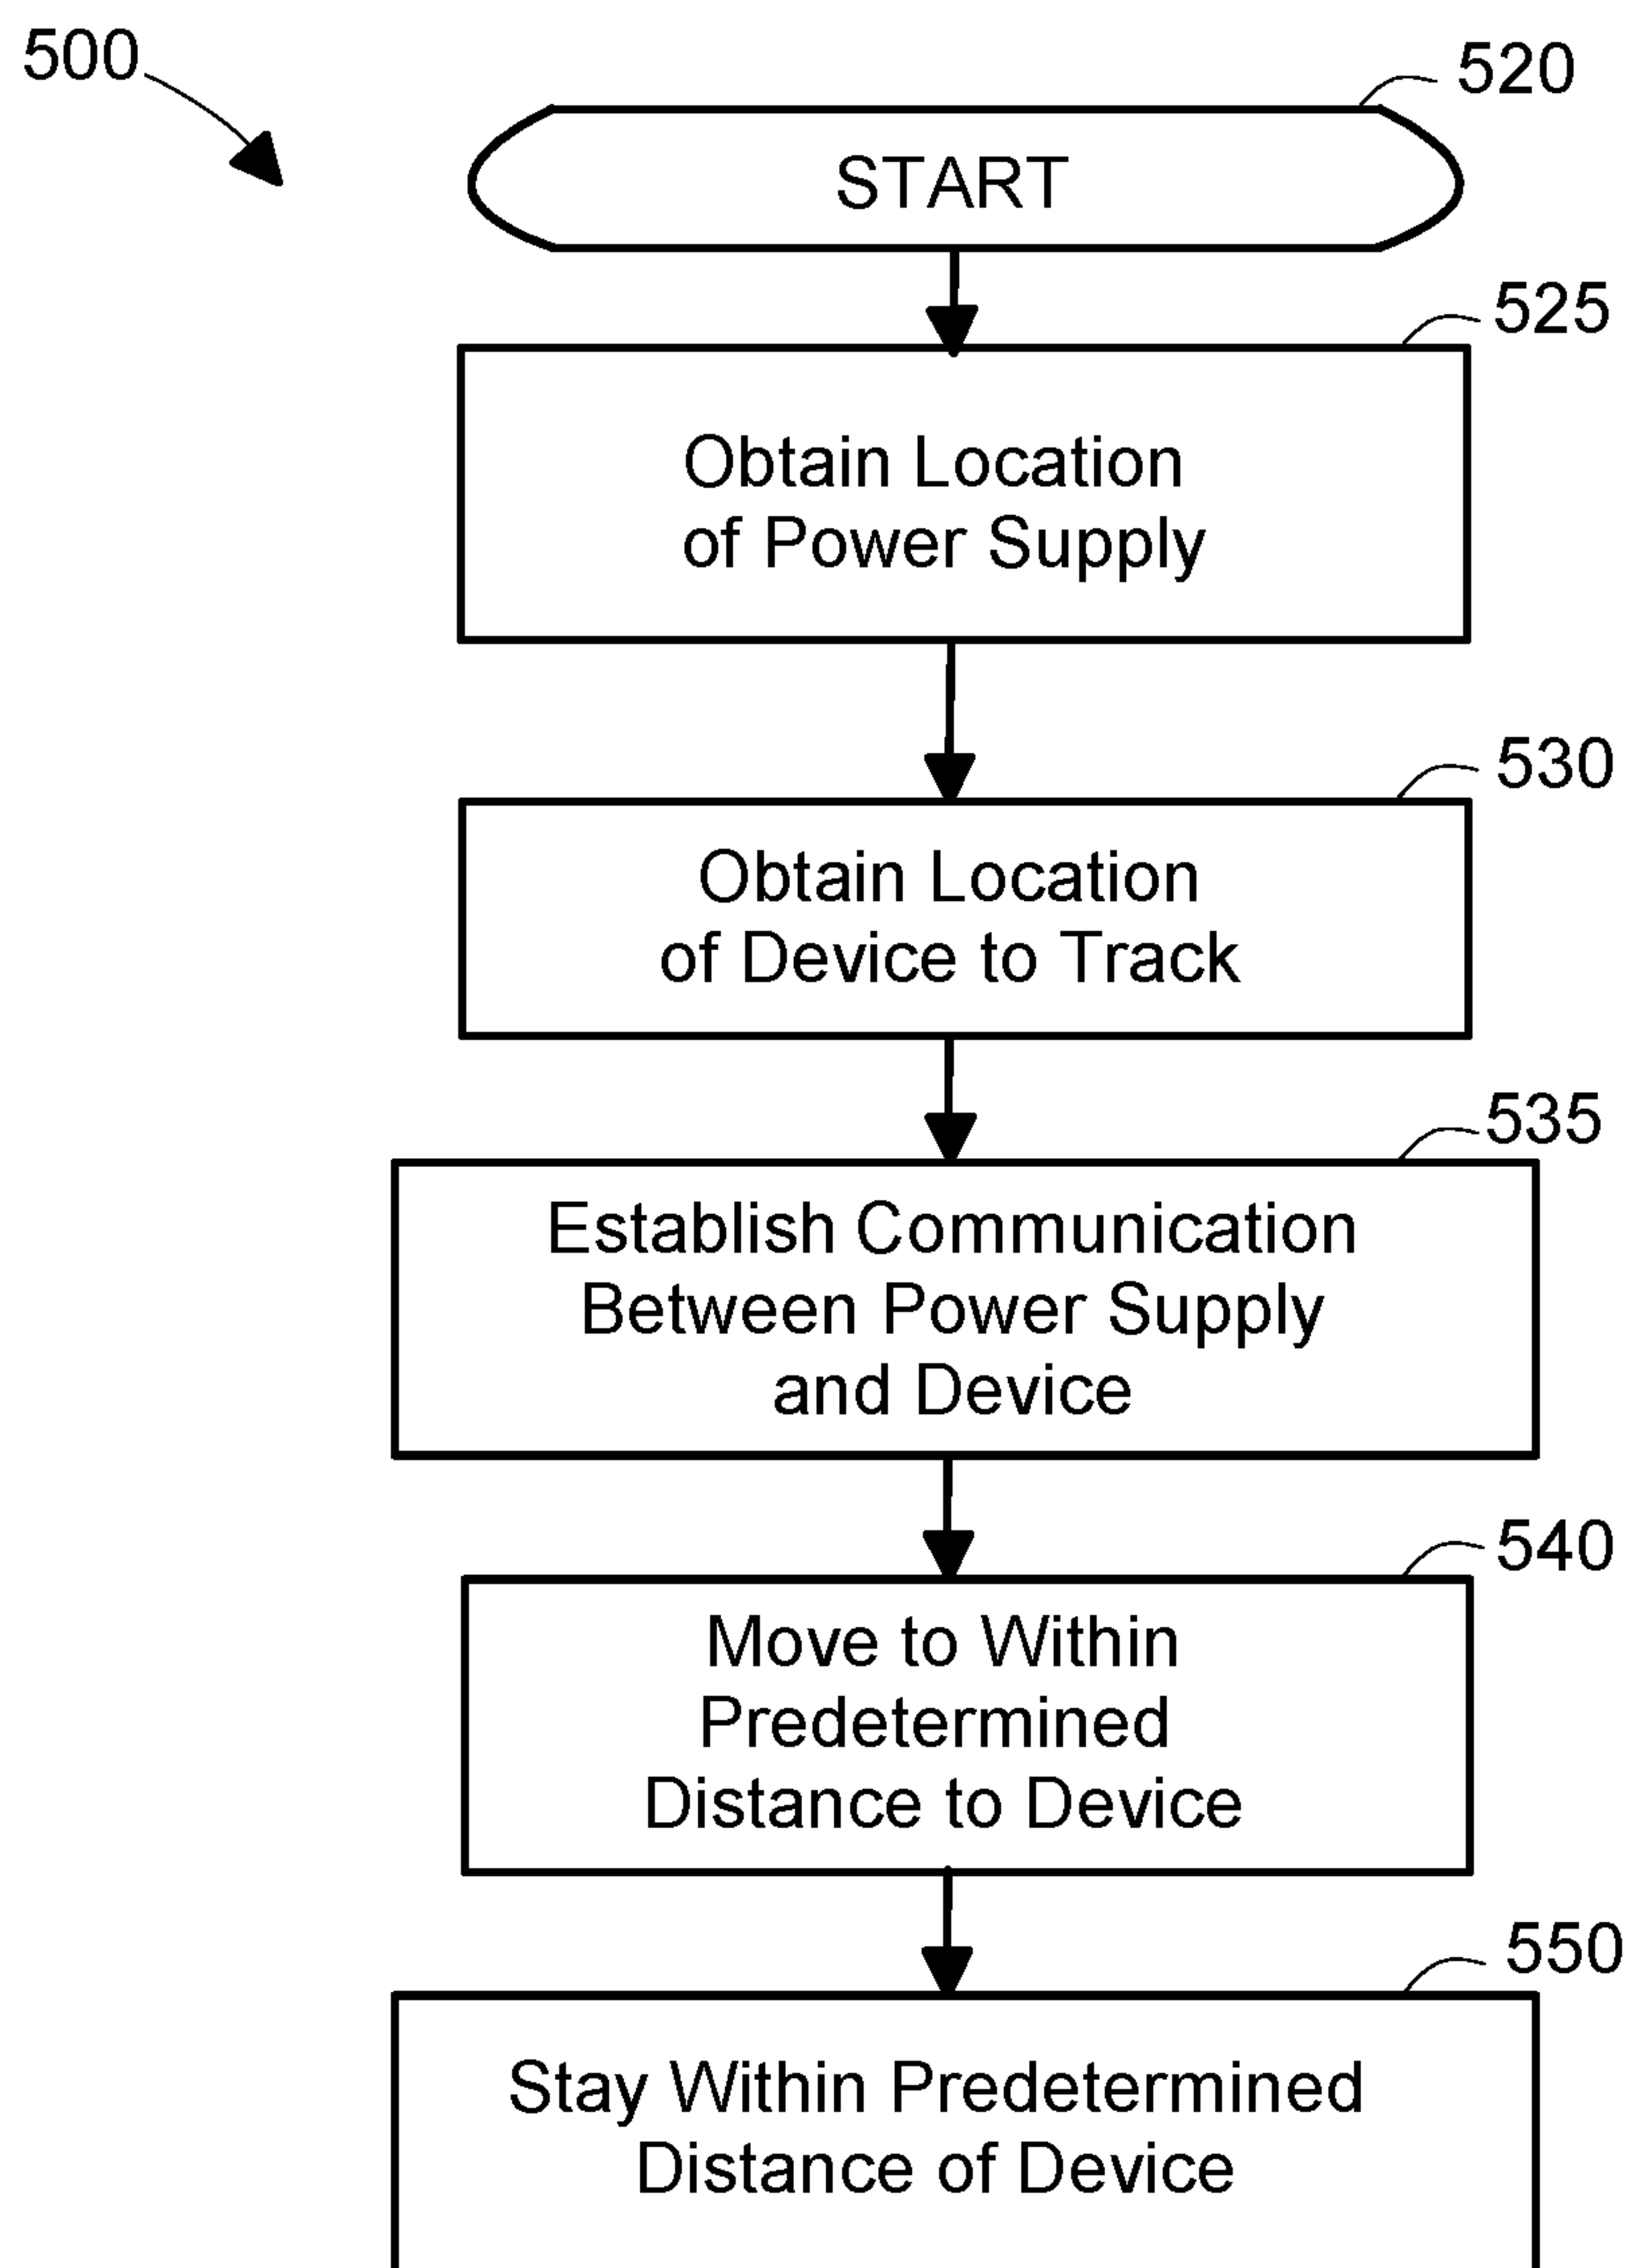 500
520
START
525
Obtain Location
of Power Supply
530
Obtain Location
of Device to Track
535
Establish Communication
Between Power Supply
and Device
540
Move to Within
Predetermined
Distance to Device
550
Stay Within Predetermined
Distance of Device